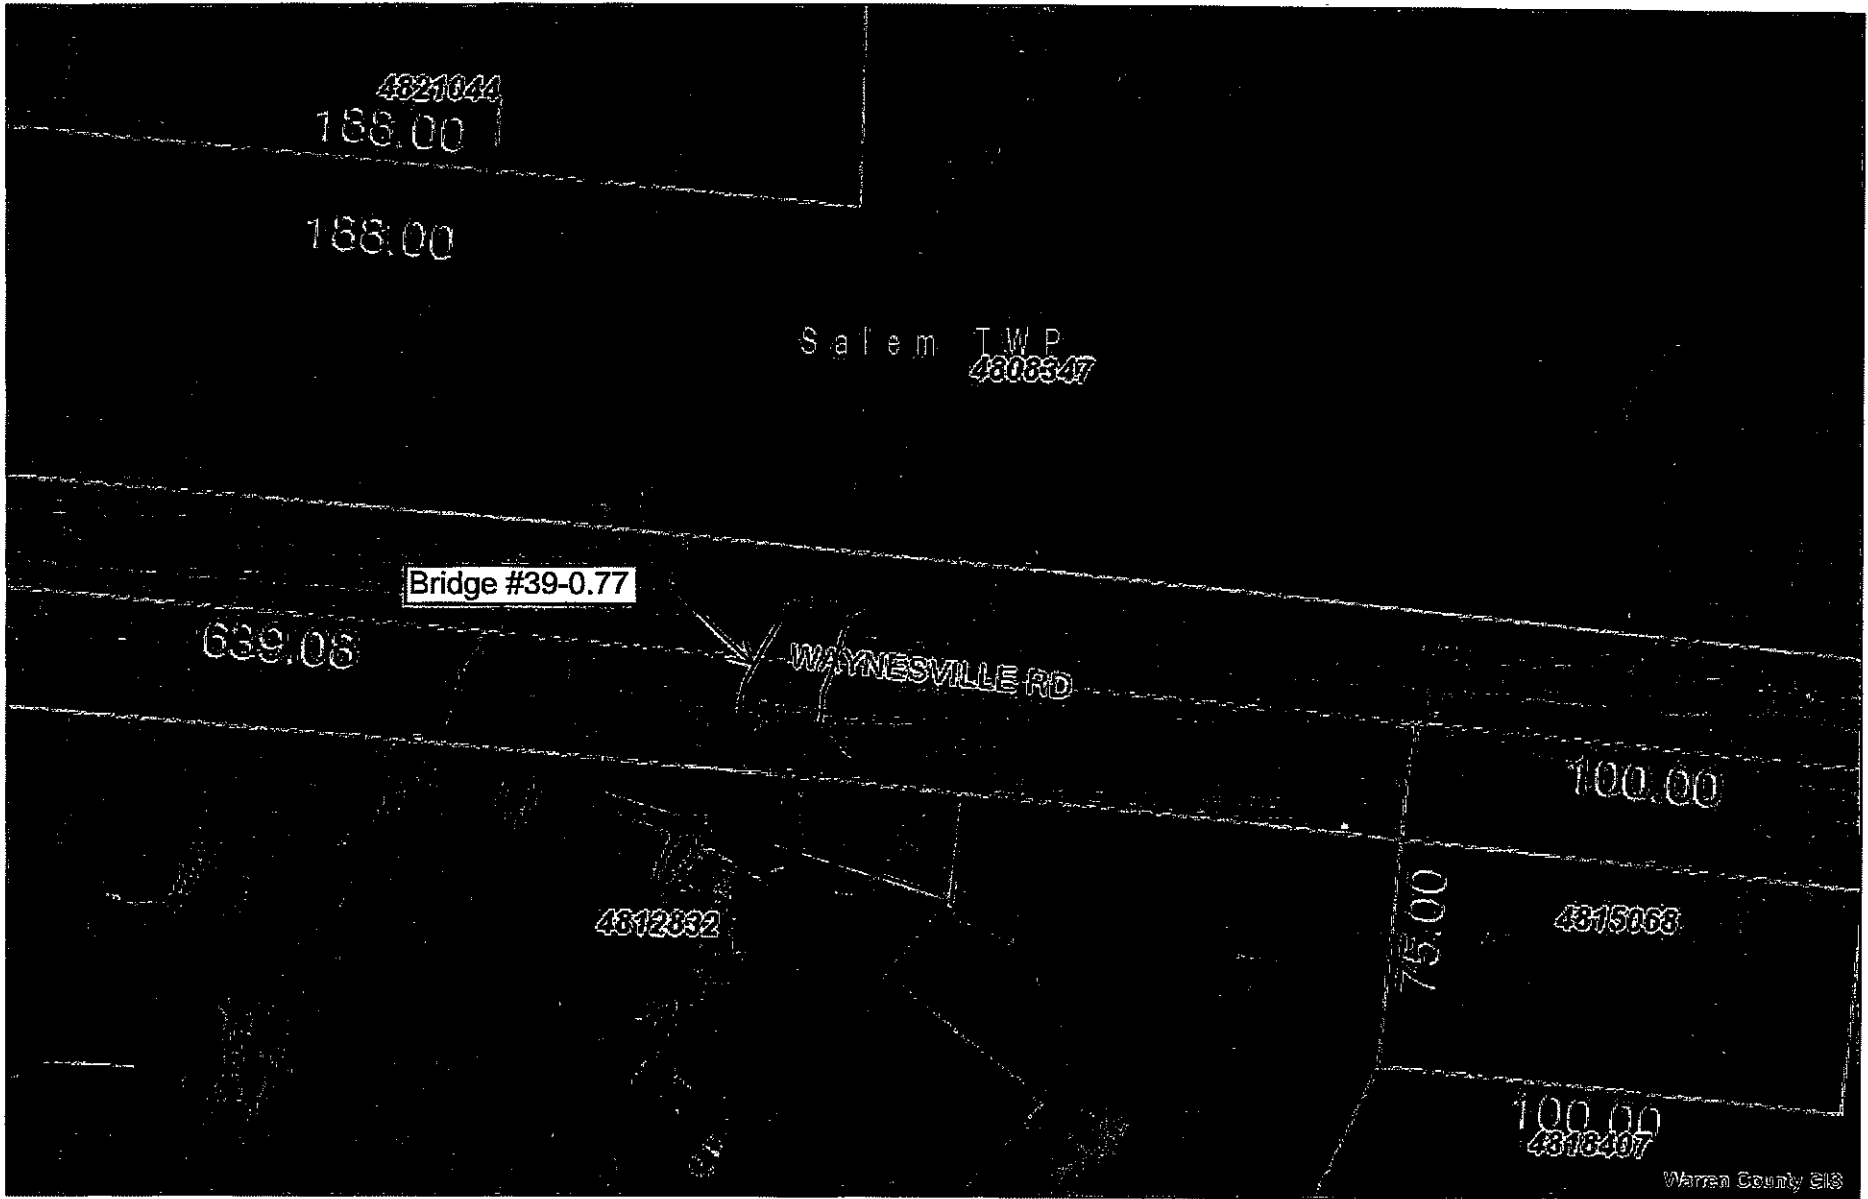 4821044
188.00
188.00
Salem TWP
4808347
Bridge #39-0.77
639.08
WAYNESVILLE RD
100.00
4812832
75.00
4815068
100.00
4818407
Warren County GIS